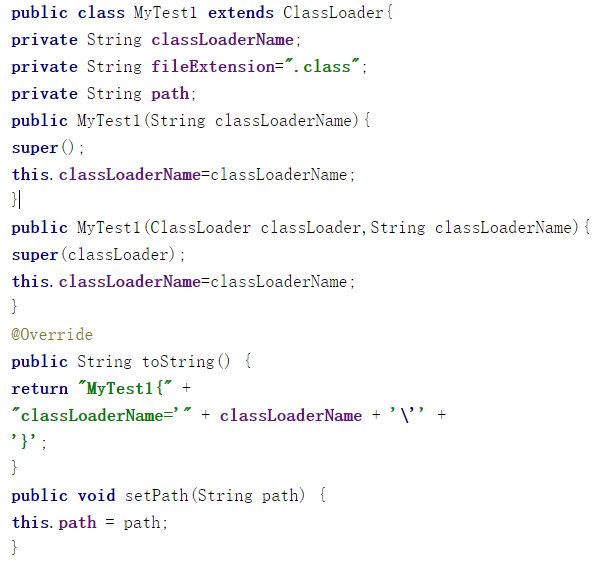 public class MyTest1 extends ClassLoader{
private String classLoaderName;
private String fileExtension=".class";
private String path;
public MyTest1(String classLoaderName){
super();
this.classLoaderName=classLoaderName;
}
public MyTest1(ClassLoader classLoader,String classLoaderName){
super(classLoader);
this.classLoaderName=classLoaderName;
}
@Override
public String toString() {
return "MyTest1{" +
"classLoaderName='" + classLoaderName + '\'' +
'}';
}
public void setPath(String path) {
this.path = path;
}